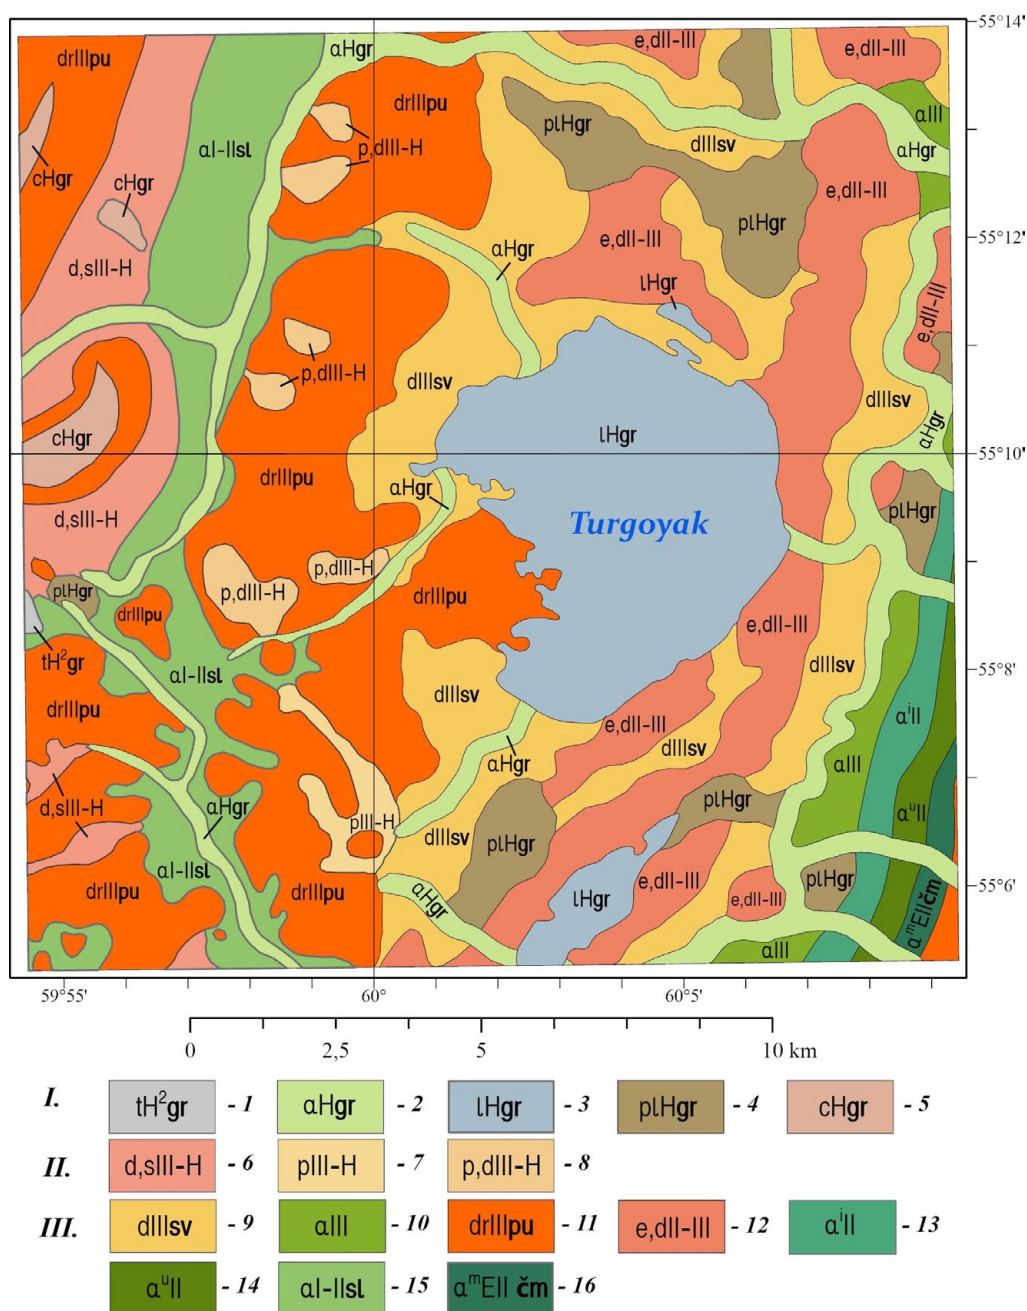 55°14'
e,dII-III
e,dII-III
αHgr
drIIIpu
drIIIpu
αIII
plHgr
p,dIII-H
αI-IIsl
dIIIsv
αHgr
cHgr
cHgr
e,dII-III
55°12'
plHgr
e,dII-III
αHgr
d,sIII-H
lHgr
e,dII-III
p,dIII-H
dIIIsv
dIIIsv
cHgr
lHgr
αHgr
55°10'
drIIIpu
αHgr
d,sIII-H
Turgoyak
plHgr
p,dIII-H
plHgr
p,dIII-H
drIIIpu
drIIIpu
e,dII-III
tH²gr
αI-IIsl
dIIIsv
55°8'
dIIIsv
drIIIpu
αⁱII
e,dII-III
dIIIsv
αHgr
αIII
d,sIII-H
αHgr
plHgr
αᵘII
pIII-H
dIIIsv
plHgr
αI-IIsl
e,dII-III
plHgr
drIIIpu
drIIIpu
αHgr
lHgr
e,dII-III
55°6'
αᵐEIIčm
αIII
59°55'
60°
60°5'
0
2,5
5
10 km
I. tH²gr - 1 αHgr - 2 lHgr - 3 plHgr - 4 cHgr - 5
II. d,sIII-H - 6 pIII-H - 7 p,dIII-H - 8
III. dIIIsv - 9 αIII - 10 drIIIpu - 11 e,dII-III - 12 αⁱII - 13
αᵘII - 14 αI-IIsl - 15 αᵐEII čm - 16